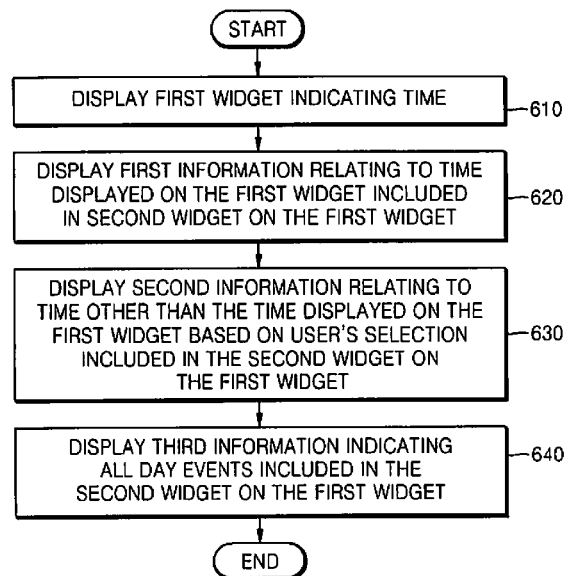 START
DISPLAY FIRST WIDGET INDICATING TIME
610
DISPLAY FIRST INFORMATION RELATING TO TIME
DISPLAYED ON THE FIRST WIDGET INCLUDED
IN SECOND WIDGET ON THE FIRST WIDGET
620
DISPLAY SECOND INFORMATION RELATING TO
TIME OTHER THAN THE TIME DISPLAYED ON THE
FIRST WIDGET BASED ON USER'S SELECTION
INCLUDED IN THE SECOND WIDGET ON
THE FIRST WIDGET
630
DISPLAY THIRD INFORMATION INDICATING
ALL DAY EVENTS INCLUDED IN THE
SECOND WIDGET ON THE FIRST WIDGET
640
END